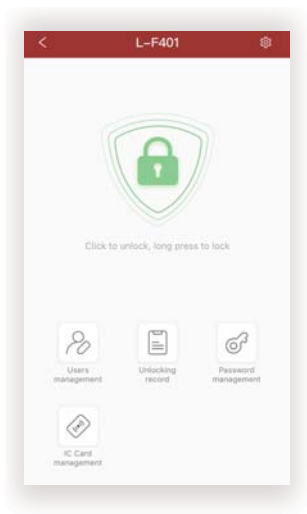 L-F401
Click to unlock, long press to lock
Users
management
Unlocking
record
Password
management
IC Card
management